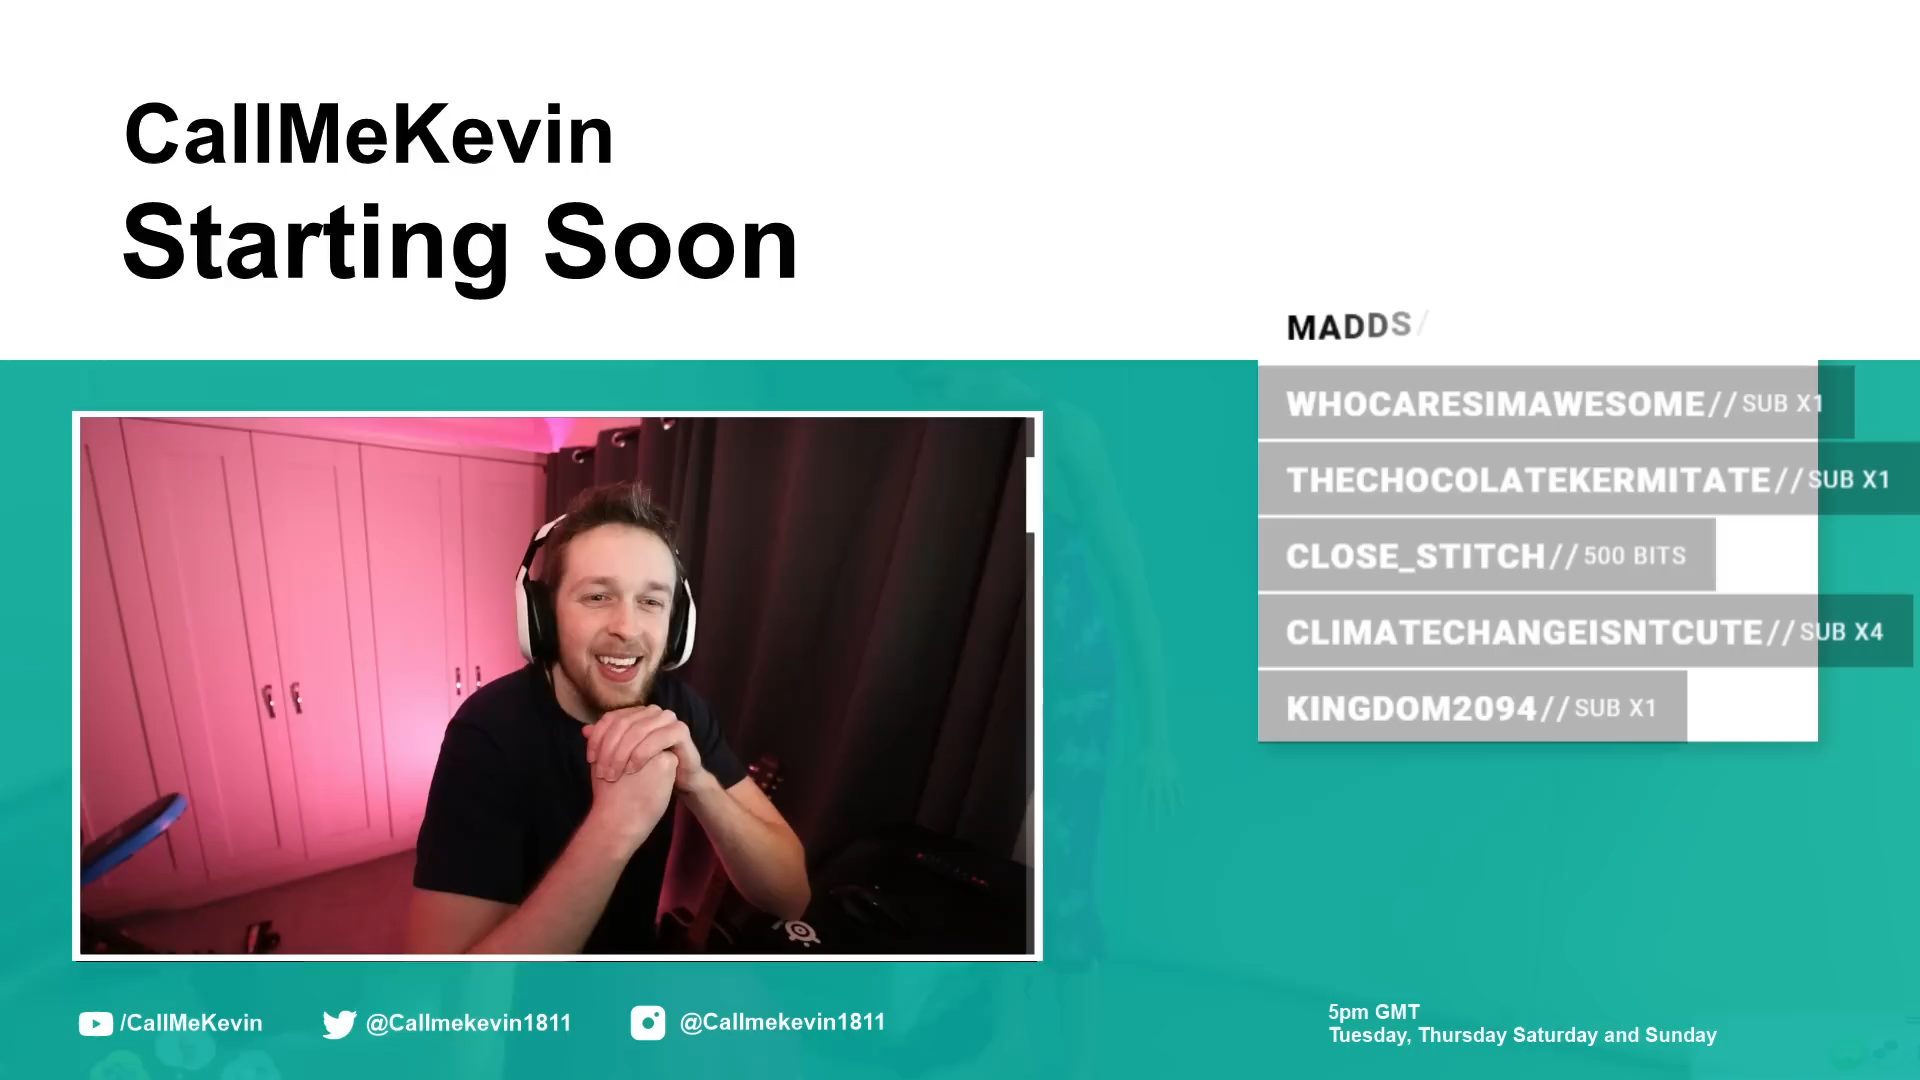 CallMeKevin
Starting Soon
MADDS/
WHOCARESIMAWESOME//SUB X1
THECHOCOLATEKERMITATE//SUB X1
CLOSE_STITCH//500 BITS
CLIMATECHANGEISNTCUTE//SUB X4
KINGDOM2094//SUB X1
/CallMeKevin
@Callmekevin1811
@Callmekevin1811
5pm GMT
Tuesday, Thursday Saturday and Sunday